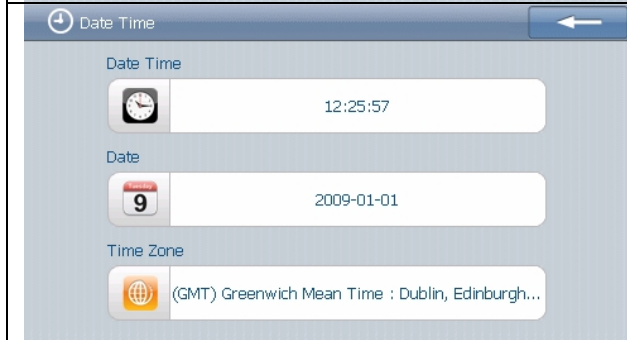 Date Time
Date Time
12:25:57
Date
Tuesday
9
2009-01-01
Time Zone
(GMT) Greenwich Mean Time : Dublin, Edinburgh...